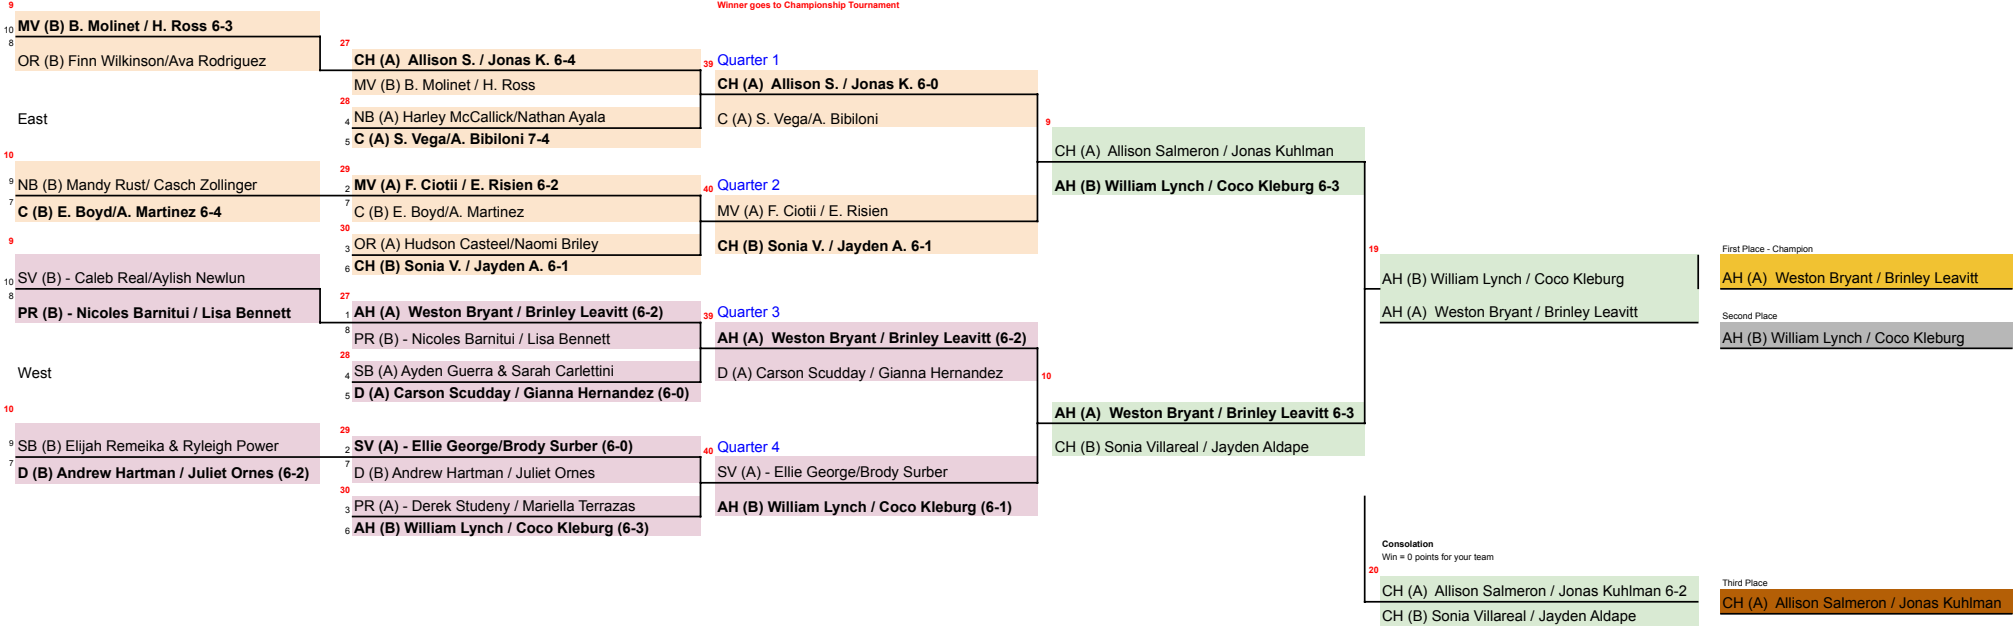 9
10 MV (B) B. Molinet / H. Ross 6-3
8
OR (B) Finn Wilkinson/Ava Rodriguez
East
10
9 NB (B) Mandy Rust/ Casch Zollinger
7 C (B) E. Boyd/A. Martinez 6-4
9
10 SV (B) - Caleb Real/Aylish Newlun
8
PR (B) - Nicoles Barnitui / Lisa Bennett
West
10
9 SB (B) Elijah Remeika & Ryleigh Power
7 D (B) Andrew Hartman / Juliet Ornes (6-2)
27
CH (A)  Allison S. / Jonas K. 6-4
MV (B) B. Molinet / H. Ross
28
4 NB (A) Harley McCallick/Nathan Ayala
5 C (A) S. Vega/A. Bibiloni 7-4
29
2 MV (A) F. Ciotii / E. Risien 6-2
7 C (B) E. Boyd/A. Martinez
30
3 OR (A) Hudson Casteel/Naomi Briley
6 CH (B) Sonia V. / Jayden A. 6-1
27
1 AH (A)  Weston Bryant / Brinley Leavitt (6-2)
8 PR (B) - Nicoles Barnitui / Lisa Bennett
28
4 SB (A) Ayden Guerra & Sarah Carlettini
5 D (A) Carson Scudday / Gianna Hernandez (6-0)
29
2 SV (A) - Ellie George/Brody Surber (6-0)
7 D (B) Andrew Hartman / Juliet Ornes
30
3 PR (A) - Derek Studeny / Mariella Terrazas
6 AH (B) William Lynch / Coco Kleburg (6-3)
Winner goes to Championship Tournament
39 Quarter 1
CH (A)  Allison S. / Jonas K. 6-0
C (A) S. Vega/A. Bibiloni
40 Quarter 2
MV (A) F. Ciotii / E. Risien
CH (B) Sonia V. / Jayden A. 6-1
39 Quarter 3
AH (A)  Weston Bryant / Brinley Leavitt (6-2)
D (A) Carson Scudday / Gianna Hernandez
40 Quarter 4
SV (A) - Ellie George/Brody Surber
AH (B) William Lynch / Coco Kleburg (6-1)
9
CH (A)  Allison Salmeron / Jonas Kuhlman
AH (B) William Lynch / Coco Kleburg 6-3
10
AH (A)  Weston Bryant / Brinley Leavitt 6-3
CH (B) Sonia Villareal / Jayden Aldape
19
AH (B) William Lynch / Coco Kleburg
AH (A)  Weston Bryant / Brinley Leavitt
Consolation
Win = 0 points for your team
20
CH (A)  Allison Salmeron / Jonas Kuhlman 6-2
CH (B) Sonia Villareal / Jayden Aldape
First Place - Champion
AH (A)  Weston Bryant / Brinley Leavitt
Second Place
AH (B) William Lynch / Coco Kleburg
Third Place
CH (A)  Allison Salmeron / Jonas Kuhlman